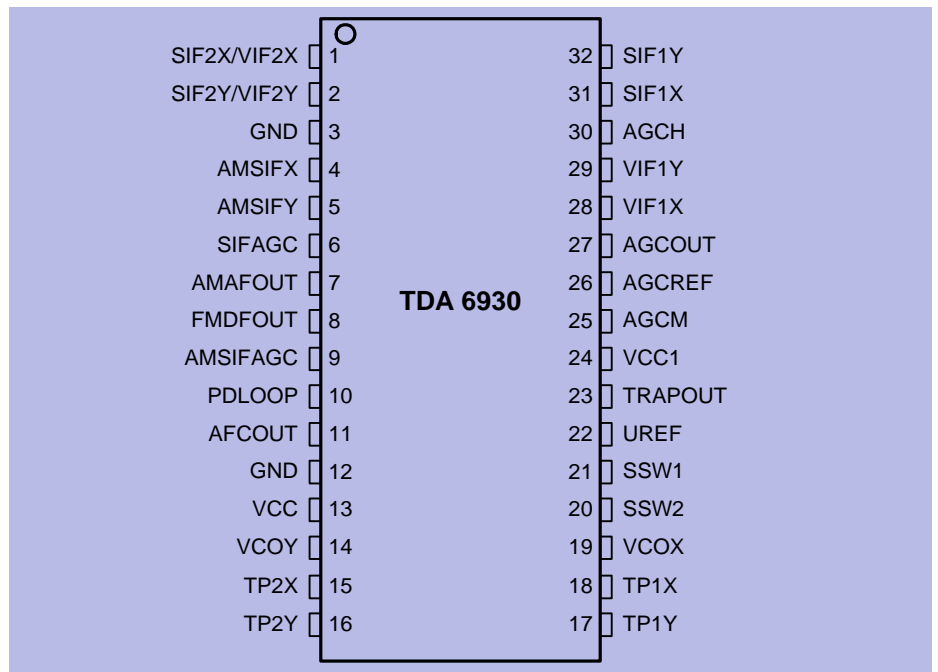 SIF2X/VIF2X 1 32 SIF1Y
SIF2Y/VIF2Y 2 31 SIF1X
GND 3 30 AGCH
AMSIFX 4 29 VIF1Y
AMSIFY 5 28 VIF1X
SIFAGC 6 27 AGCOUT
AMAFOUT 7 26 AGCREF
TDA 6930
FMDFOUT 8 25 AGCM
AMSIFAGC 9 24 VCC1
PDLOOP 10 23 TRAPOUT
AFCOUT 11 22 UREF
GND 12 21 SSW1
VCC 13 20 SSW2
VCOY 14 19 VCOX
TP2X 15 18 TP1X
TP2Y 16 17 TP1Y